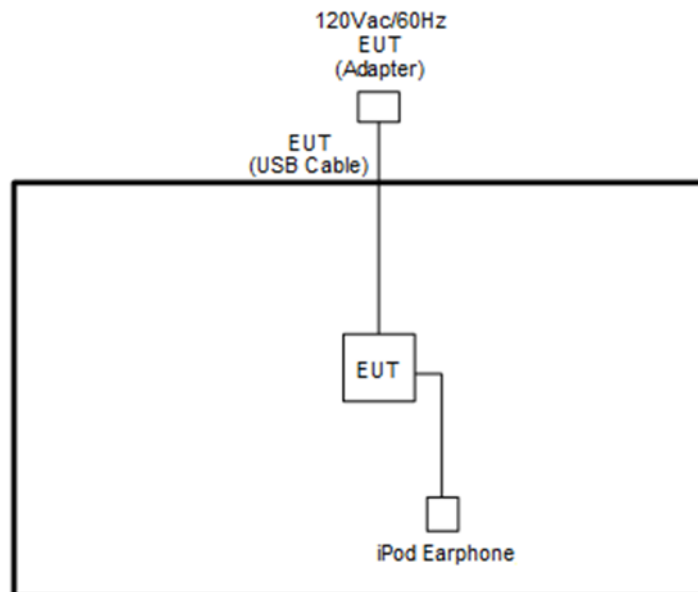 120Vac/60Hz
EUT
(Adapter)
EUT
(USB Cable)
EUT
iPod Earphone